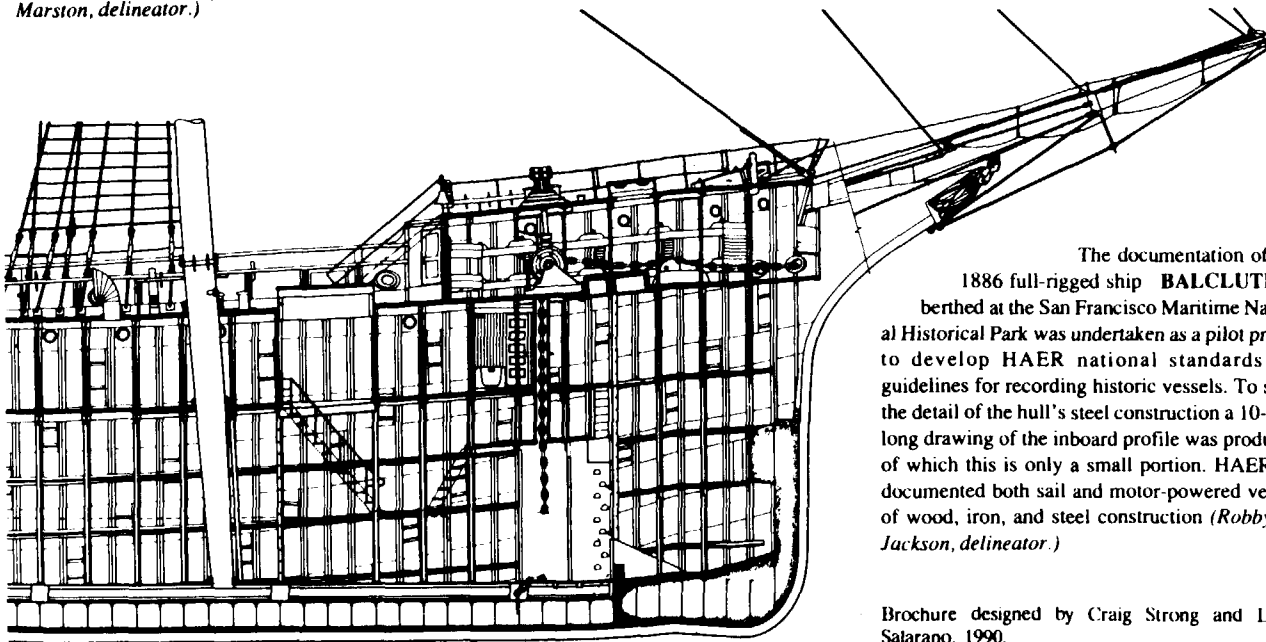 Marston, delineator.)
The documentation of
1886 full-rigged ship BALCLUTH
berthed at the San Francisco Maritime Na
al Historical Park was undertaken as a pilot pr
to develop HAER national standards
guidelines for recording historic vessels. To s
the detail of the hull's steel construction a 10-
long drawing of the inboard profile was produ
of which this is only a small portion. HAER
documented both sail and motor-powered ve
of wood, iron, and steel construction (Robby
Jackson, delineator.)
Brochure designed by Craig Strong and
Salarano, 1990.